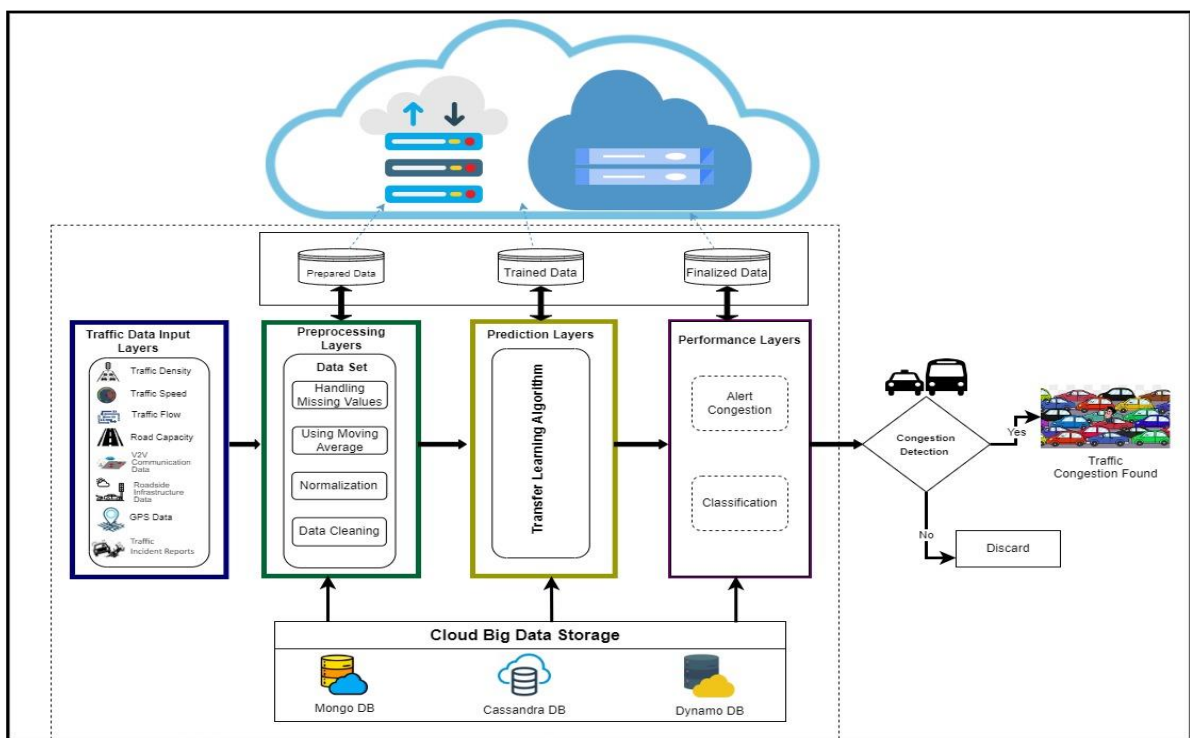 Prepared Data
Trained Data
Finalized Data
Traffic Data Input
Layers
Traffic Density
Traffic Speed
Traffic Flow
Road Capacity
V2V
Communication
Data
Roadside
Infrastructure
Data
GPS Data
Traffic
Incident Reports
Preprocessing
Layers
Data Set
Handling
Missing Values
Using Moving
Average
Normalization
Data Cleaning
Prediction Layers
Transfer Learning Algorithm
Performance Layers
Alert
Congestion
Classification
Congestion
Detection
Yes
Traffic
Congestion Found
No
Discard
Cloud Big Data Storage
Mongo DB
Cassandra DB
Dynamo DB